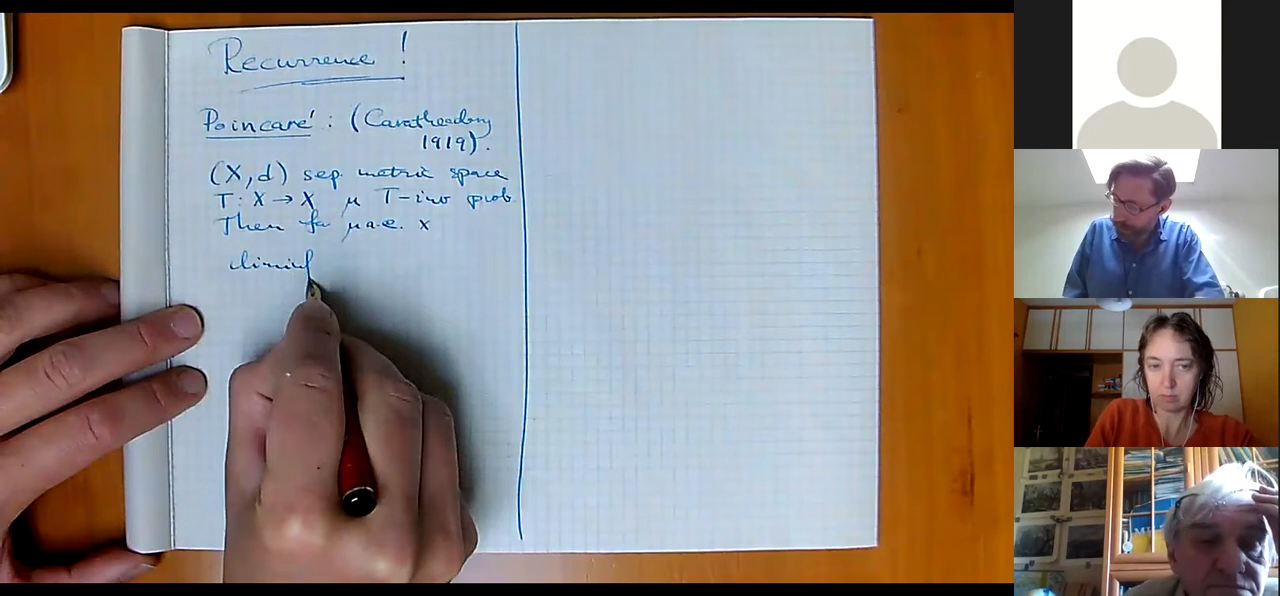 Recurrence !
Poincaré : (Caratheodory
1919).
(X,d) sep. metric space
T: X → X μ T-inv prob.
Then for μ a.e. x
liminf